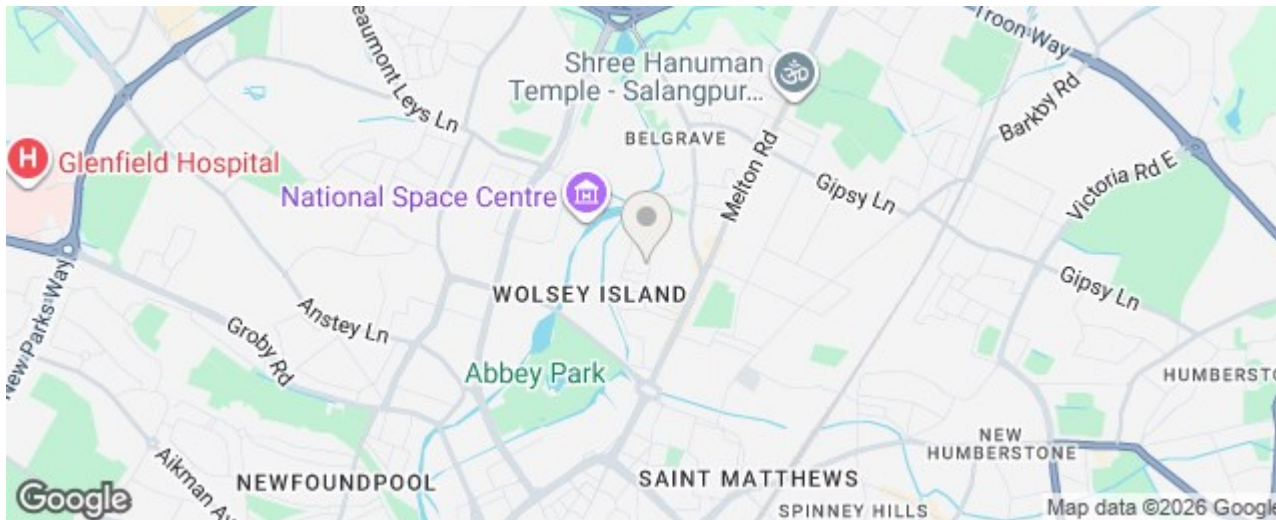 Troon Way
Beaumont Leys Ln
Shree Hanuman
Temple - Salangpur...
BELGRAVE
Barkby Rd
Glenfield Hospital
National Space Centre
Melton Rd
Gipsy Ln
Victoria Rd E
WOLSEY ISLAND
New Parks Way
Anstey Ln
Groby Rd
Gipsy Ln
Abbey Park
HUMBERSTO
NEW
HUMBERSTONE
Aikman Av
NEWFOUNDPOOL
SAINT MATTHEWS
SPINNEY HILLS
Google
Map data ©2026 Google